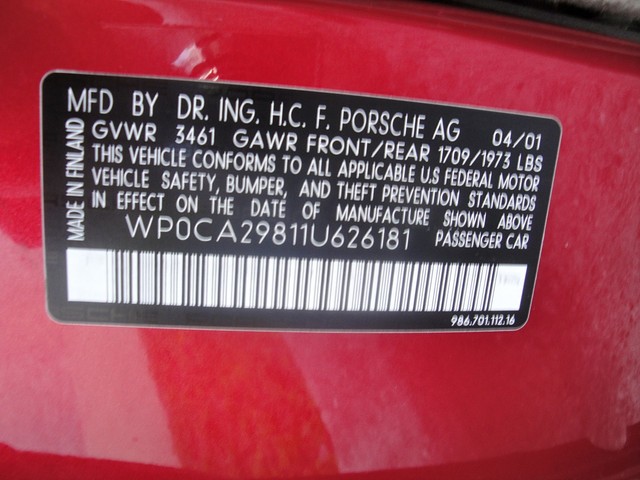 MFD BY DR. ING. H.C. F. PORSCHE AG 04/01
GVWR 3461 GAWR FRONT/REAR 1709/1973 LBS
THIS VEHICLE CONFORMS TO ALL APPLICABLE U.S FEDERAL MOTOR
VEHICLE SAFETY, BUMPER, AND THEFT PREVENTION STANDARDS
IN EFFECT ON THE DATE OF MANUFACTURE SHOWN ABOVE
WP0CA29811U626181 PASSENGER CAR
MADE IN FINLAND
986.701.112.16